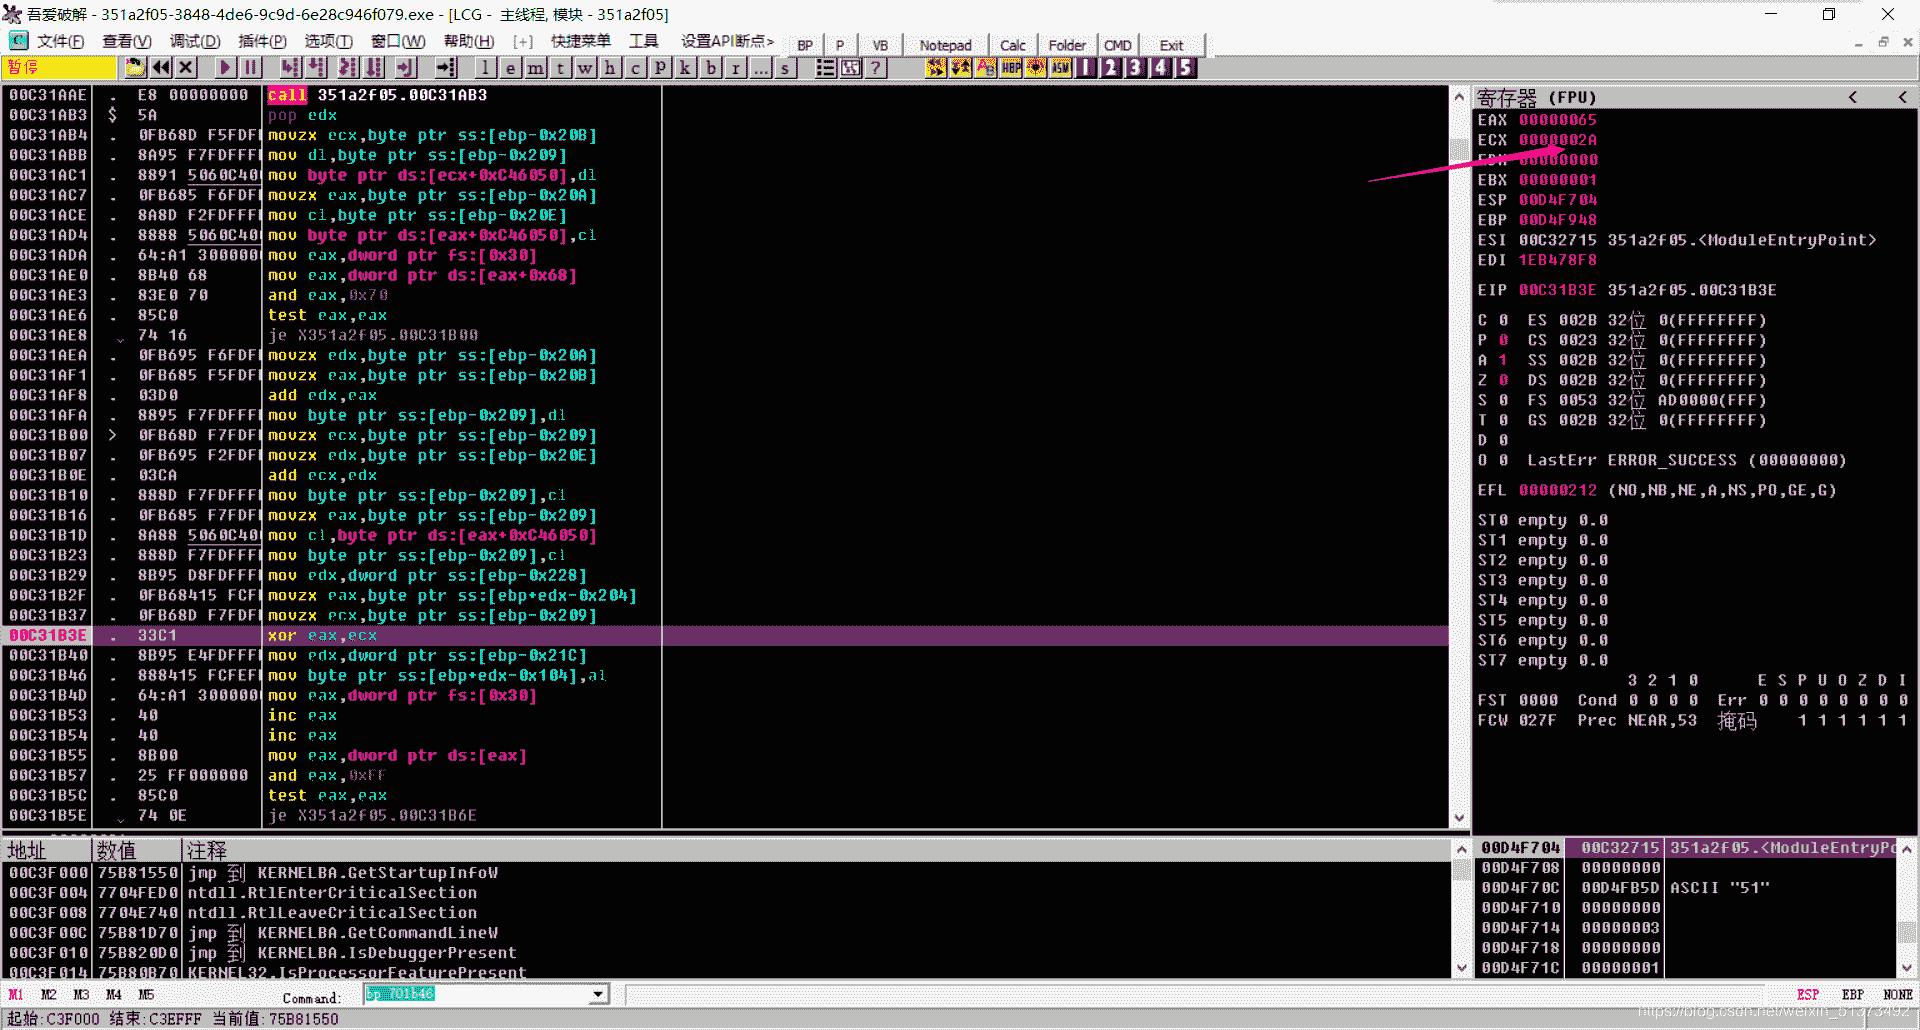 吾爱破解 - 351a2f05-3848-4de6-9c9d-6e28c946f079.exe - [LCG - 主线程, 模块 - 351a2f05]
文件(F) 查看(V) 调试(D) 插件(P) 选项(T) 窗口(W) 帮助(H) [+] 快捷菜单 工具 设置API断点> BP P VB Notepad Calc Folder CMD Exit
暂停 l e m t w h c P k b r ... s ? 1 2 3 4 5
00C31AAE . E8 00000000 call 351a2f05.00C31AB3
00C31AB3 $ 5A pop edx
00C31AB4 . 0FB68D F5FDF movzx ecx,byte ptr ss:[ebp-0x20B]
00C31ABB . 8A95 F7FDFFF mov dl,byte ptr ss:[ebp-0x209]
00C31AC1 . 8891 5060C40 mov byte ptr ds:[ecx+0xC46050],dl
00C31AC7 . 0FB685 F6FDF movzx eax,byte ptr ss:[ebp-0x20A]
00C31ACE . 8A8D F2FDFFF mov cl,byte ptr ss:[ebp-0x20E]
00C31AD4 . 8888 5060C40 mov byte ptr ds:[eax+0xC46050],cl
00C31ADA . 64:A1 300000 mov eax,dword ptr fs:[0x30]
00C31AE0 . 8B40 68 mov eax,dword ptr ds:[eax+0x68]
00C31AE3 . 83E0 70 and eax,0x70
00C31AE6 . 85C0 test eax,eax
00C31AE8 . 74 16 je X351a2f05.00C31B00
00C31AEA . 0FB695 F6FDF movzx edx,byte ptr ss:[ebp-0x20A]
00C31AF1 . 0FB685 F5FDF movzx eax,byte ptr ss:[ebp-0x20B]
00C31AF8 . 03D0 add edx,eax
00C31AFA . 8895 F7FDFFF mov byte ptr ss:[ebp-0x209],dl
00C31B00 > 0FB68D F7FDF movzx ecx,byte ptr ss:[ebp-0x209]
00C31B07 . 0FB695 F2FDF movzx edx,byte ptr ss:[ebp-0x20E]
00C31B0E . 03CA add ecx,edx
00C31B10 . 888D F7FDFFF mov byte ptr ss:[ebp-0x209],cl
00C31B16 . 0FB685 F7FDF movzx eax,byte ptr ss:[ebp-0x209]
00C31B1D . 8A88 5060C40 mov cl,byte ptr ds:[eax+0xC46050]
00C31B23 . 888D F7FDFFF mov byte ptr ss:[ebp-0x209],cl
00C31B29 . 8B95 D8FDFFF mov edx,dword ptr ss:[ebp-0x228]
00C31B2F . 0FB68415 FCF movzx eax,byte ptr ss:[ebp+edx-0x204]
00C31B37 . 0FB68D F7FDF movzx ecx,byte ptr ss:[ebp-0x209]
00C31B3E . 33C1 xor eax,ecx
00C31B40 . 8B95 E4FDFFF mov edx,dword ptr ss:[ebp-0x21C]
00C31B46 . 888415 FCFEF mov byte ptr ss:[ebp+edx-0x104],al
00C31B4D . 64:A1 300000 mov eax,dword ptr fs:[0x30]
00C31B53 . 40 inc eax
00C31B54 . 40 inc eax
00C31B55 . 8B00 mov eax,dword ptr ds:[eax]
00C31B57 . 25 FF000000 and eax,0xFF
00C31B5C . 85C0 test eax,eax
00C31B5E . 74 0E je X351a2f05.00C31B6E
寄存器 (FPU) < <
EAX 00000065
ECX 0000002A
EDX 00000000
EBX 00000001
ESP 00D4F704
EBP 00D4F948
ESI 00C32715 351a2f05.<ModuleEntryPoint>
EDI 1EB478F8
EIP 00C31B3E 351a2f05.00C31B3E
C 0 ES 002B 32位 0(FFFFFFFF)
P 0 CS 0023 32位 0(FFFFFFFF)
A 1 SS 002B 32位 0(FFFFFFFF)
Z 0 DS 002B 32位 0(FFFFFFFF)
S 0 FS 0053 32位 AD0000(FFF)
T 0 GS 002B 32位 0(FFFFFFFF)
D 0
O 0 LastErr ERROR_SUCCESS (00000000)
EFL 00000212 (NO,NB,NE,A,NS,PO,GE,G)
ST0 empty 0.0
ST1 empty 0.0
ST2 empty 0.0
ST3 empty 0.0
ST4 empty 0.0
ST5 empty 0.0
ST6 empty 0.0
ST7 empty 0.0
3 2 1 0 E S P U O Z D I
FST 0000 Cond 0 0 0 0 Err 0 0 0 0 0 0 0 0
FCW 027F Prec NEAR,53 掩码 1 1 1 1 1 1
地址 数值 注释
00C3F000 75B81550 jmp 到 KERNELBA.GetStartupInfoW
00C3F004 7704FED0 ntdll.RtlEnterCriticalSection
00C3F008 7704E740 ntdll.RtlLeaveCriticalSection
00C3F00C 75B81D70 jmp 到 KERNELBA.GetCommandLineW
00C3F010 75B820D0 jmp 到 KERNELBA.IsDebuggerPresent
00C3F014 75B80B70 KERNEL32.IsProcessorFeaturePresent
00D4F704 00C32715 351a2f05.<ModuleEntryPo
00D4F708 00000000
00D4F70C 00D4FB5D ASCII "51"
00D4F710 00000000
00D4F714 00000003
00D4F718 00000000
00D4F71C 00000001
M1 M2 M3 M4 M5 Command: bp 701b46 ESP EBP NONE
起始:C3F000 结束:C3EFFF 当前值:75B81550
https://blog.csdn.net/weixin_51373492